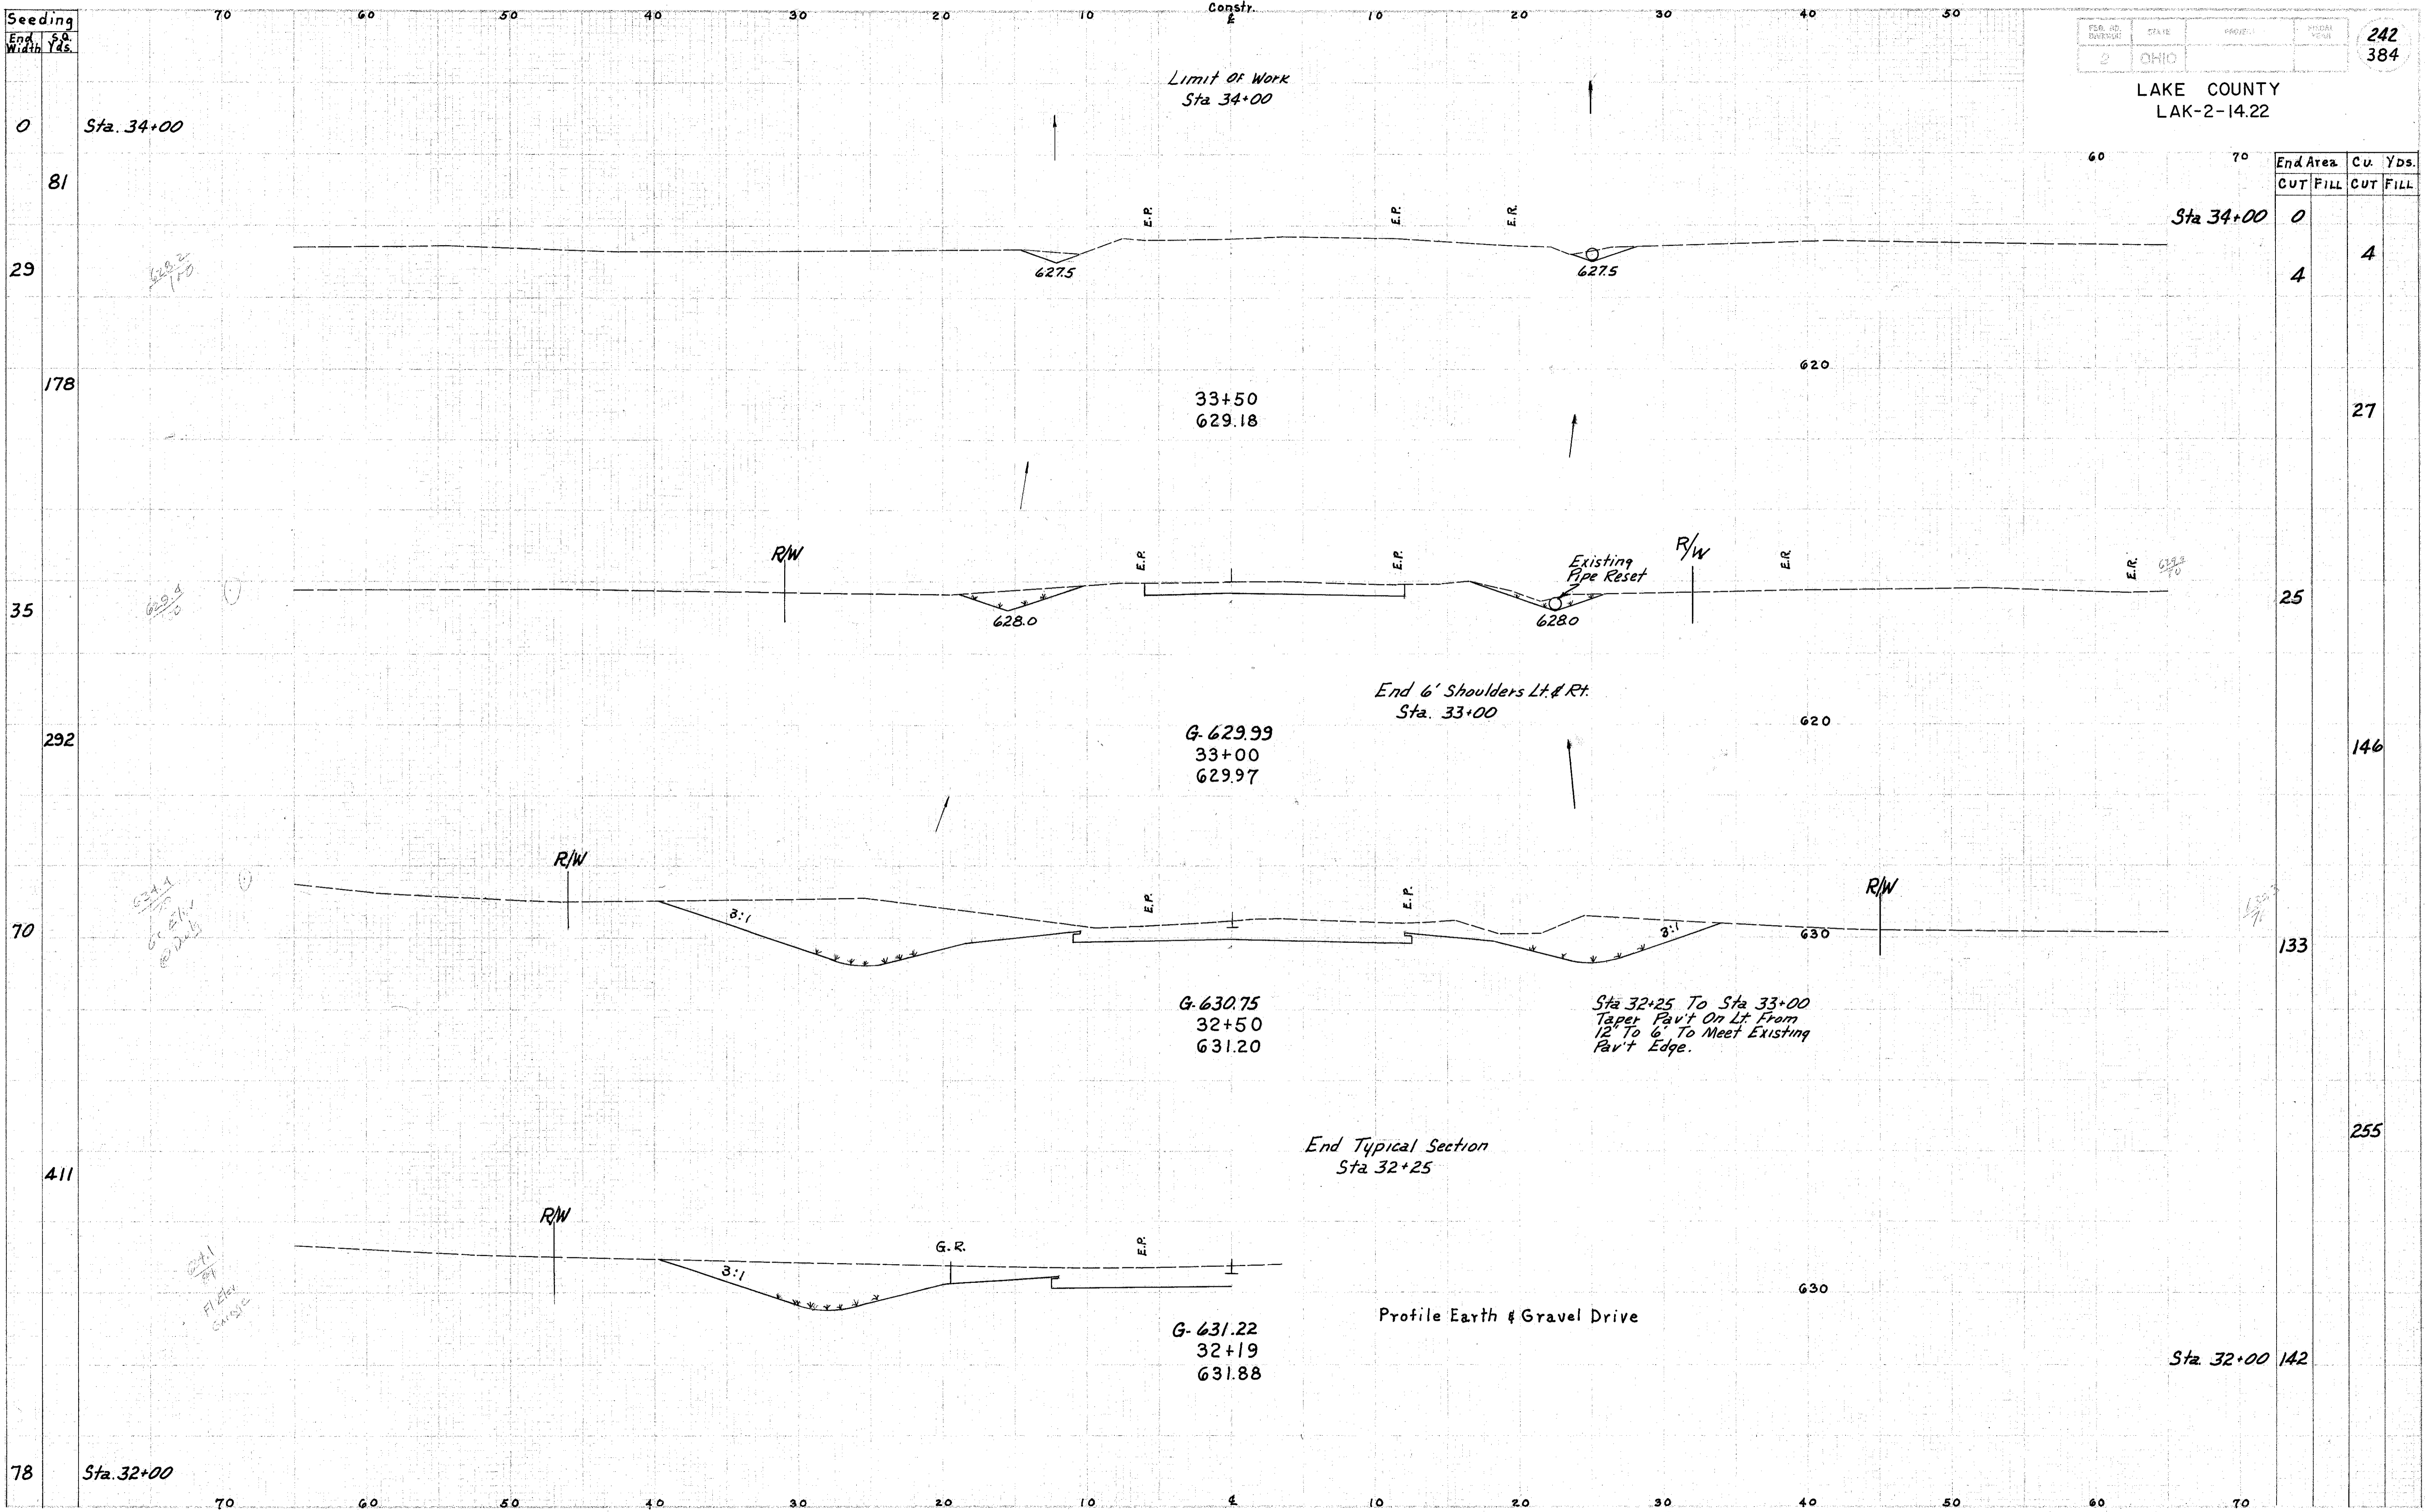 Seeding
End Width
S.Q. Yds.
70 60 50 40 30 20 10 Constr. ℄ 10 20 30 40 50
STATE
2 OHIO
242
384
LAKE COUNTY
LAK-2-14.22
60 70
End Area Cu. YDS.
CUT FILL CUT FILL
Limit OF Work
Sta 34+00
0 Sta. 34+00
81
E.P. E.P. E.R.
Sta 34+00 0
4
627.5 627.5
29
4
620
178
33+50
629.18
27
R/W E.P. E.P. Existing
Pipe Reset
R/W E.R. E.R.
35
628.0 628.0
25
End 6' Shoulders Lt. & Rt.
Sta. 33+00
620
292
G-629.99
33+00
629.97
146
R/W E.P. E.P. R/W
3:1 3:1
70
630
133
G-630.75
32+50
631.20
Sta 32+25 To Sta 33+00
Taper Pav't On Lt. From
12' To 6' To Meet Existing
Pav't Edge.
255
End Typical Section
Sta 32+25
411
R/W G.R. E.P.
3:1
630
Profile Earth & Gravel Drive
G-631.22
32+19
631.88
Sta. 32+00 142
78 Sta. 32+00
70 60 50 40 30 20 10 ℄ 10 20 30 40 50 60 70